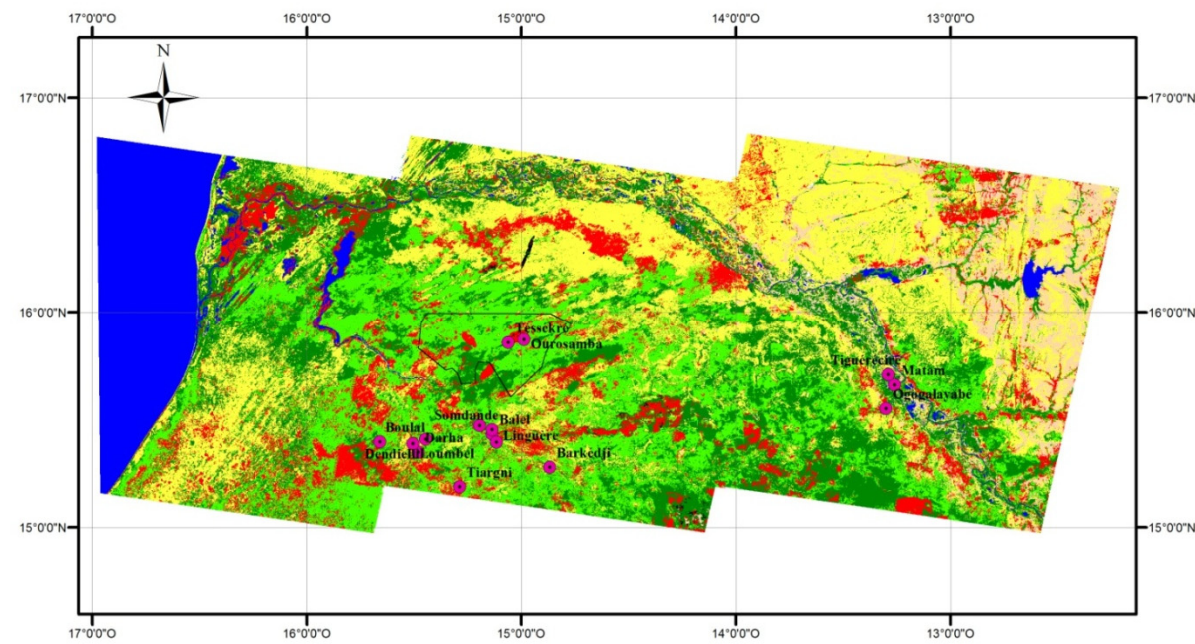 17°0'0"O 16°0'0"O 15°0'0"O 14°0'0"O 13°0'0"O
N
17°0'0"N 17°0'0"N
16°0'0"N 16°0'0"N
Tessekre
Ourosamba
Tiguerecire
Matam
Ogogalayabe
Somdande Balel
Boulal Linguere
Darha
Loumbel Barkedji
Tiargni
15°0'0"N 15°0'0"N
17°0'0"O 16°0'0"O 15°0'0"O 14°0'0"O 13°0'0"O